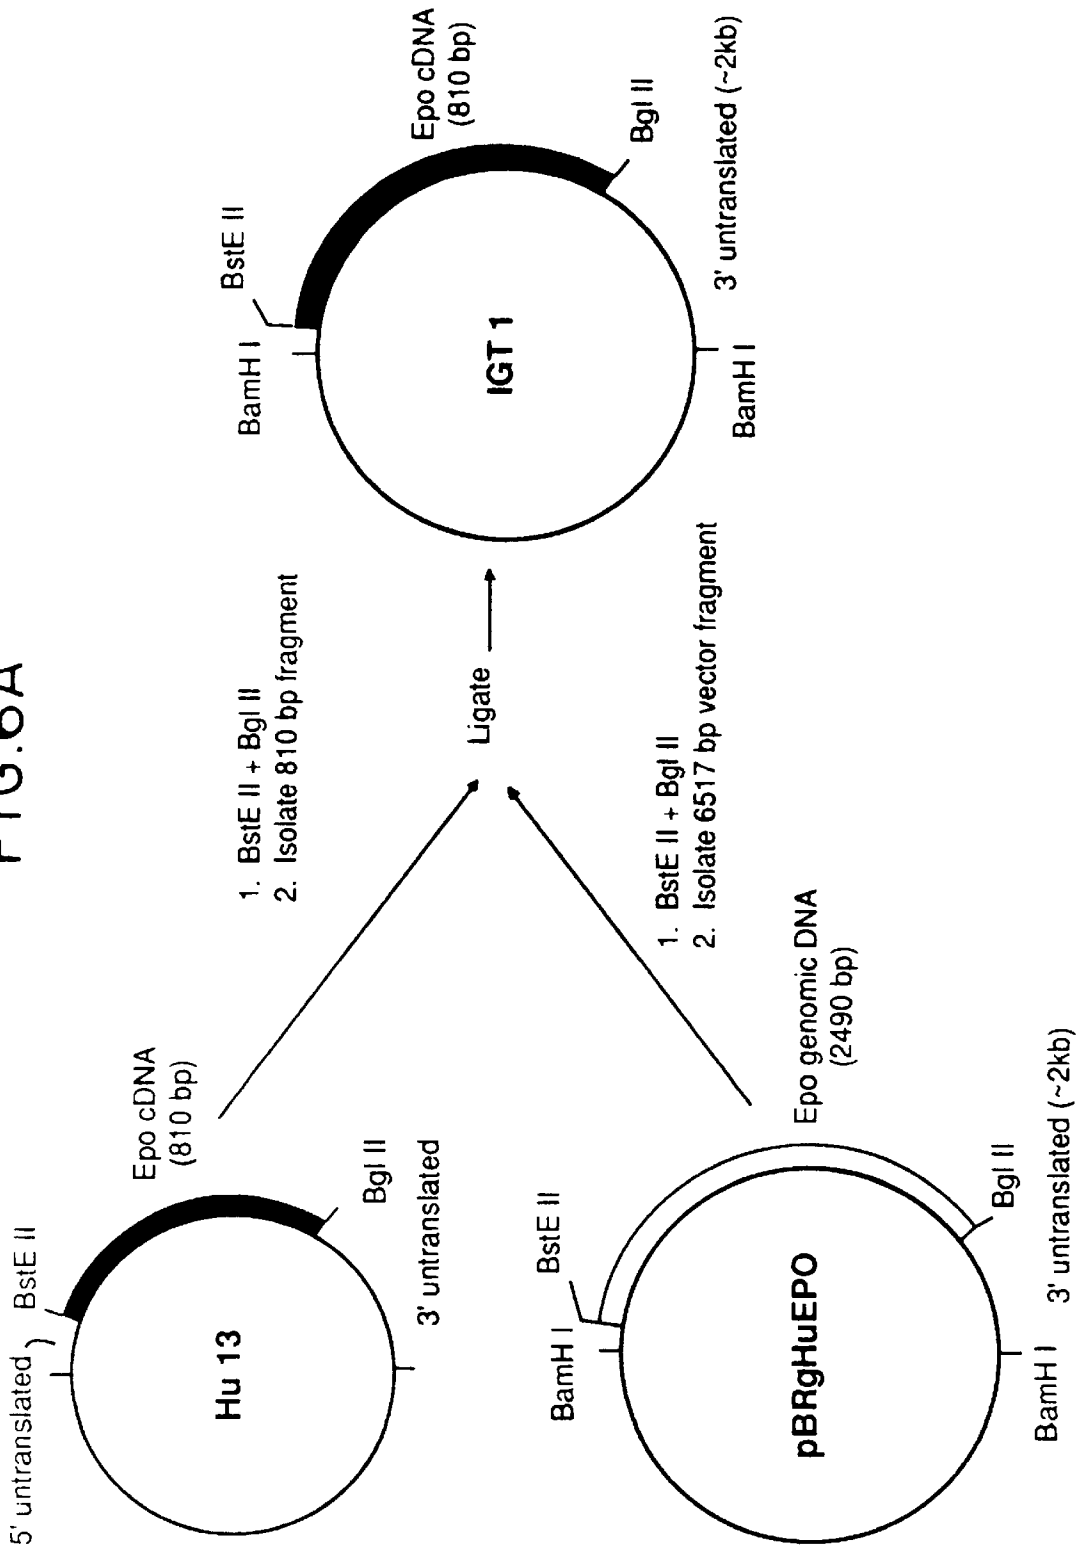 FIG.6A
5' untranslated
BstE II
Epo cDNA
(810 bp)
Hu 13
Bgl II
3' untranslated
1. BstE II + Bgl II
2. Isolate 810 bp fragment
BamH I
BstE II
Epo genomic DNA
(2490 bp)
pBRgHuEPO
Bgl II
BamH I
3' untranslated (~2kb)
1. BstE II + Bgl II
2. Isolate 6517 bp vector fragment
Ligate
BamH I
BstE II
Epo cDNA
(810 bp)
IGT 1
Bgl II
BamH I
3' untranslated (~2kb)